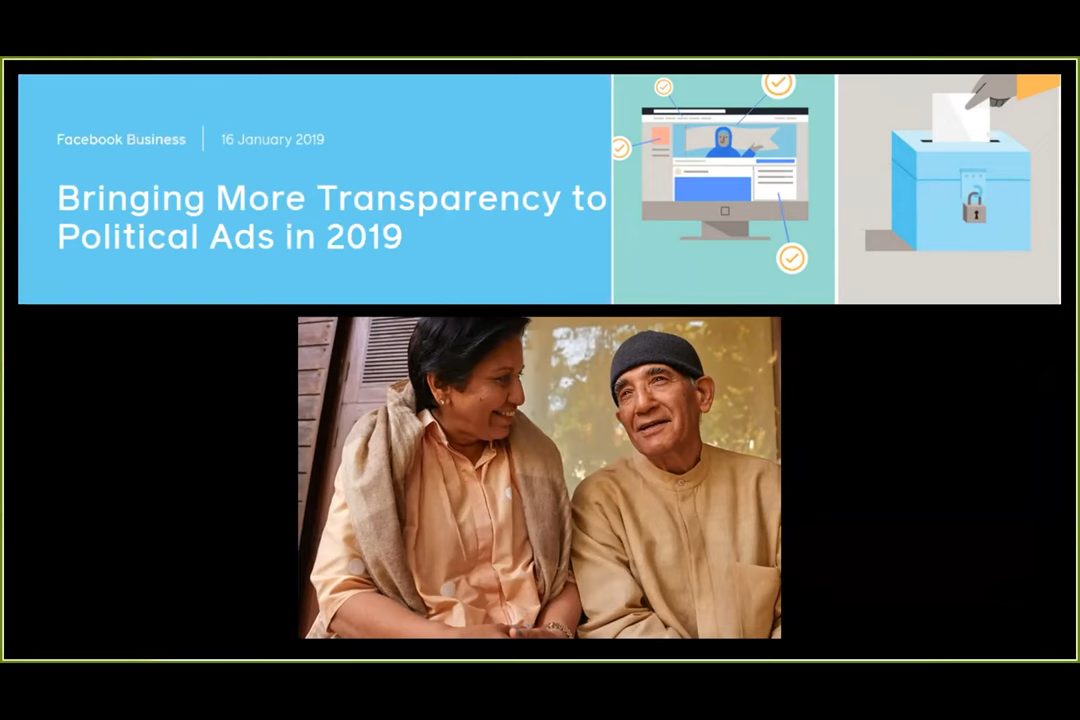 Facebook Business | 16 January 2019
Bringing More Transparency to
Political Ads in 2019